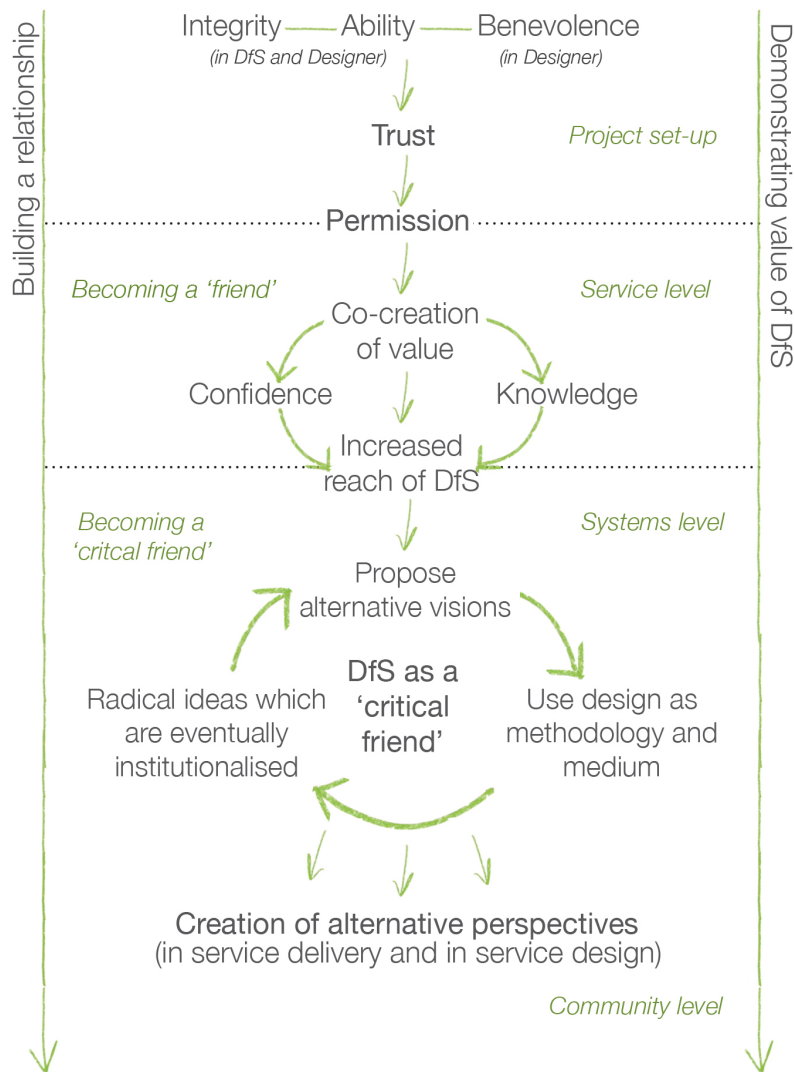 Integrity Ability Benevolence
(in DfS and Designer) (in Designer)
Building a relationship
Demonstrating value of DfS
Trust
Project set-up
Permission
Becoming a ‘friend’
Service level
Co-creation
of value
Confidence
Knowledge
Increased
reach of DfS
Becoming a
‘critcal friend’
Systems level
Propose
alternative visions
DfS as a
‘critical
friend’
Radical ideas which
are eventually
institutionalised
Use design as
methodology and
medium
Creation of alternative perspectives
(in service delivery and in service design)
Community level